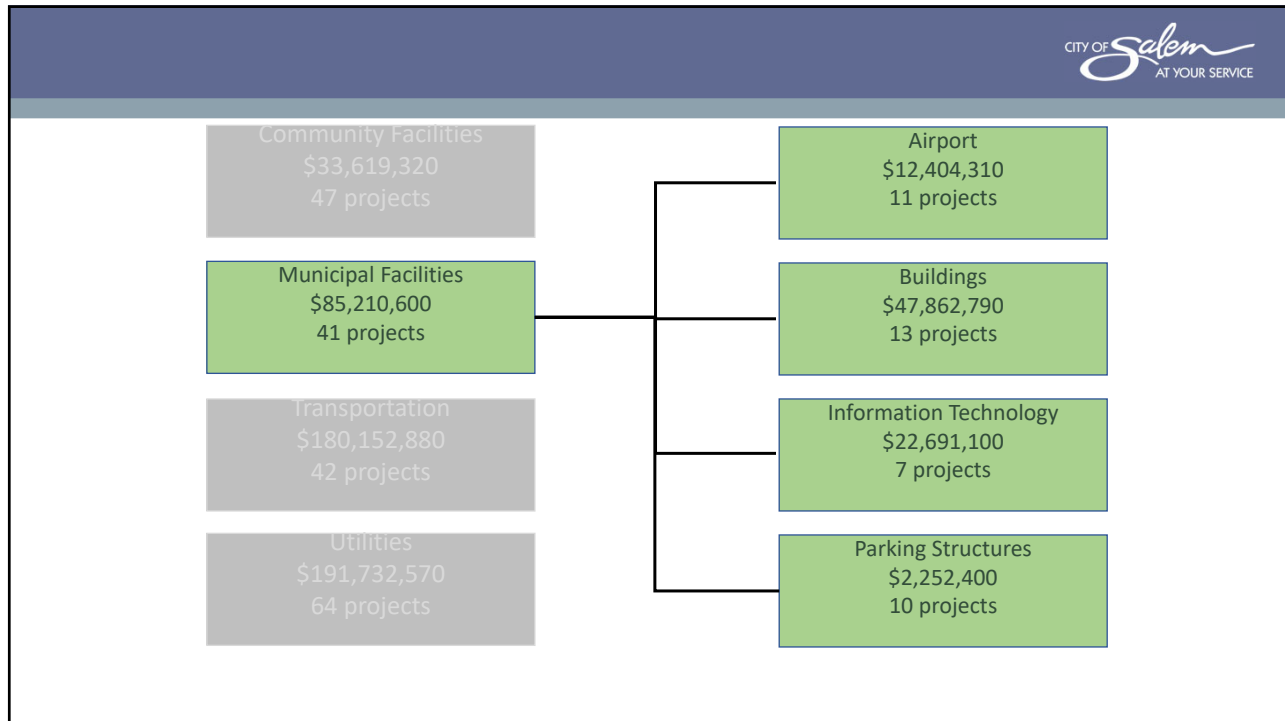 CITY OF Salem
AT YOUR SERVICE
Community Facilities
$33,619,320
47 projects
Municipal Facilities
$85,210,600
41 projects
Transportation
$180,152,880
42 projects
Utilities
$191,732,570
64 projects
Airport
$12,404,310
11 projects
Buildings
$47,862,790
13 projects
Information Technology
$22,691,100
7 projects
Parking Structures
$2,252,400
10 projects